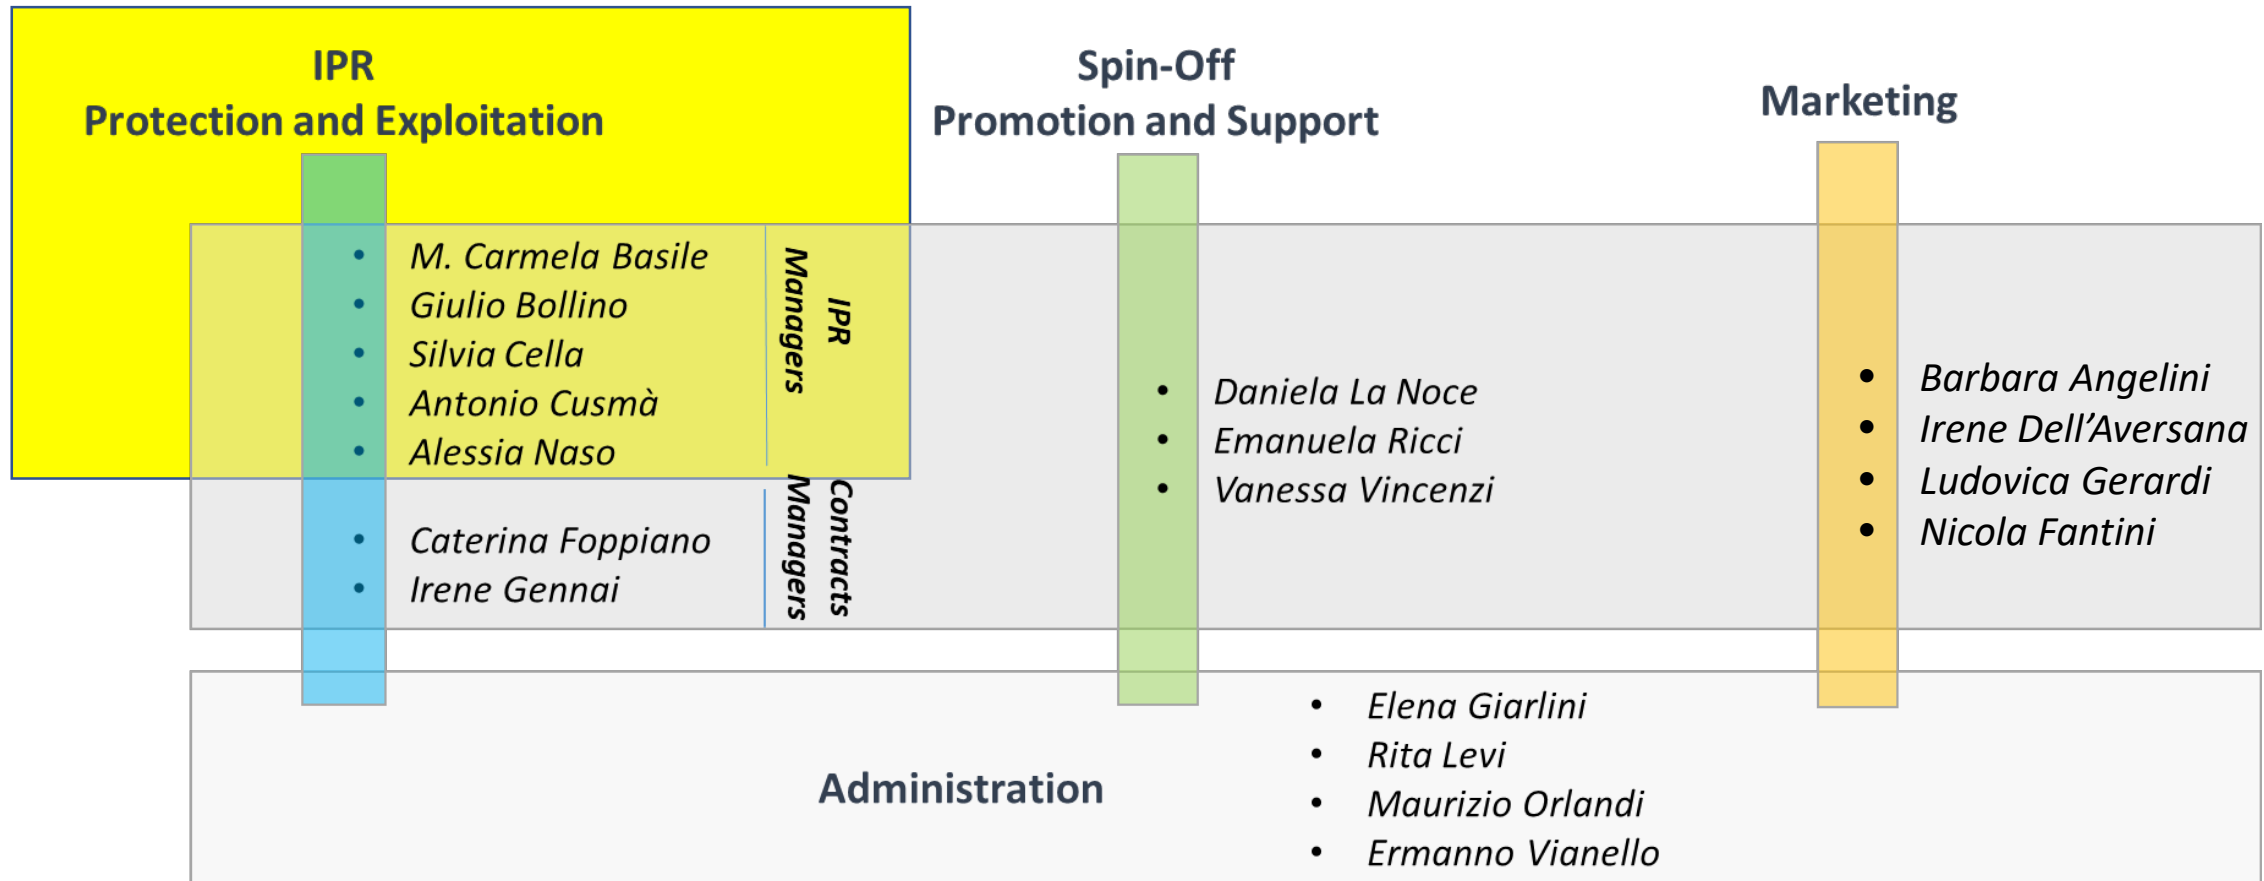 IPR
Protection and Exploitation
Spin-Off
Promotion and Support
Marketing
• M. Carmela Basile
• Giulio Bollino
• Silvia Cella
• Antonio Cusmà
• Alessia Naso
IPR
Managers
• Caterina Foppiano
• Irene Gennai
Contracts
Managers
• Daniela La Noce
• Emanuela Ricci
• Vanessa Vincenzi
• Barbara Angelini
• Irene Dell’Aversana
• Ludovica Gerardi
• Nicola Fantini
Administration
• Elena Giarlini
• Rita Levi
• Maurizio Orlandi
• Ermanno Vianello